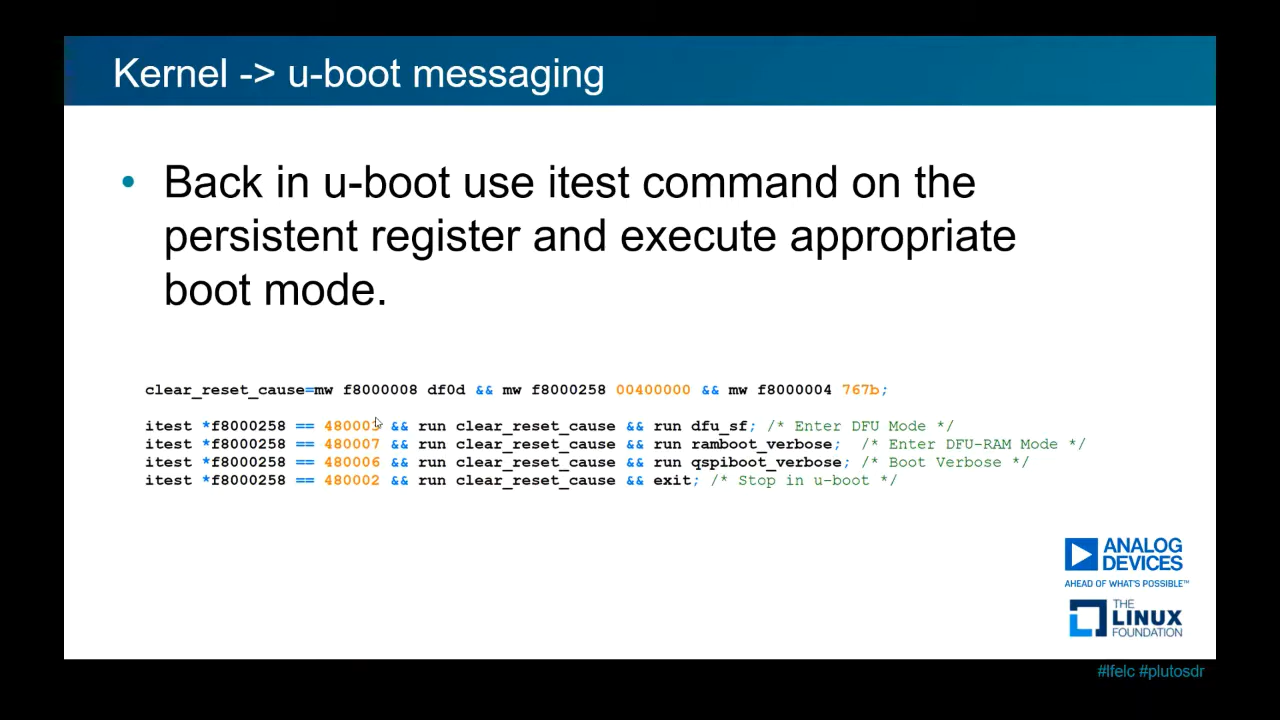 Kernel -> u-boot messaging
• Back in u-boot use itest command on the
persistent register and execute appropriate
boot mode.
clear_reset_cause=mw f8000008 df0d && mw f8000258 00400000 && mw f8000004 767b;
itest *f8000258 == && run clear_reset_cause && run dfu_sf; /* Enter DFU Mode */
itest *f8000258 == 480007 && run clear_reset_cause && run ramboot_verbose; /* Enter DFU-RAM Mode */
itest *f8000258 == 480006 && run clear_reset_cause && run qspiboot_verbose; /* Boot Verbose */
itest *f8000258 == 480002 && run clear_reset_cause && exit; /* Stop in u-boot */
ANALOG
DEVICES
AHEAD OF WHAT'S POSSIBLE™
THE
LINUX
FOUNDATION
#lfelc #plutosdr